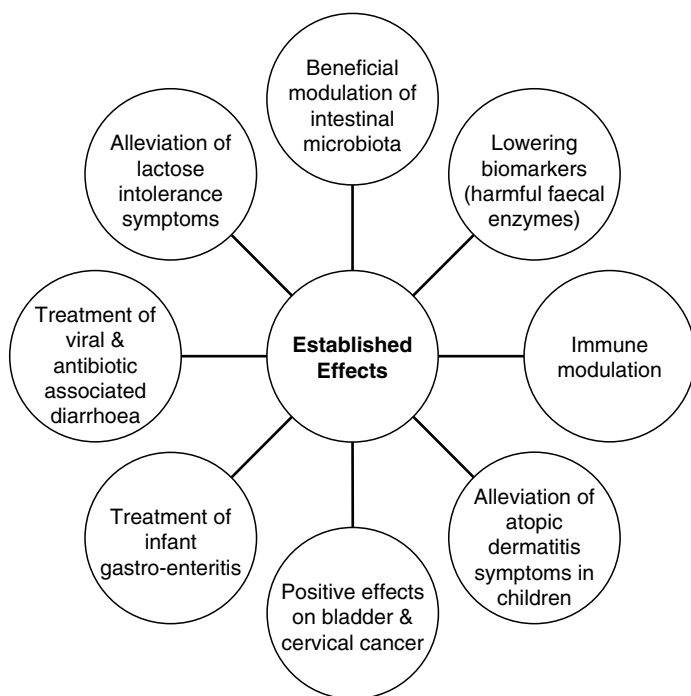 Beneficial
modulation of
intestinal
microbiota
Lowering
biomarkers
(harmful faecal
enzymes)
Immune
modulation
Alleviation of
atopic
dermatitis
symptoms in
children
Positive effects
on bladder &
cervical cancer
Treatment of
infant
gastro-enteritis
Treatment of
viral &
antibiotic
associated
diarrhoea
Alleviation of
lactose
intolerance
symptoms
Established
Effects